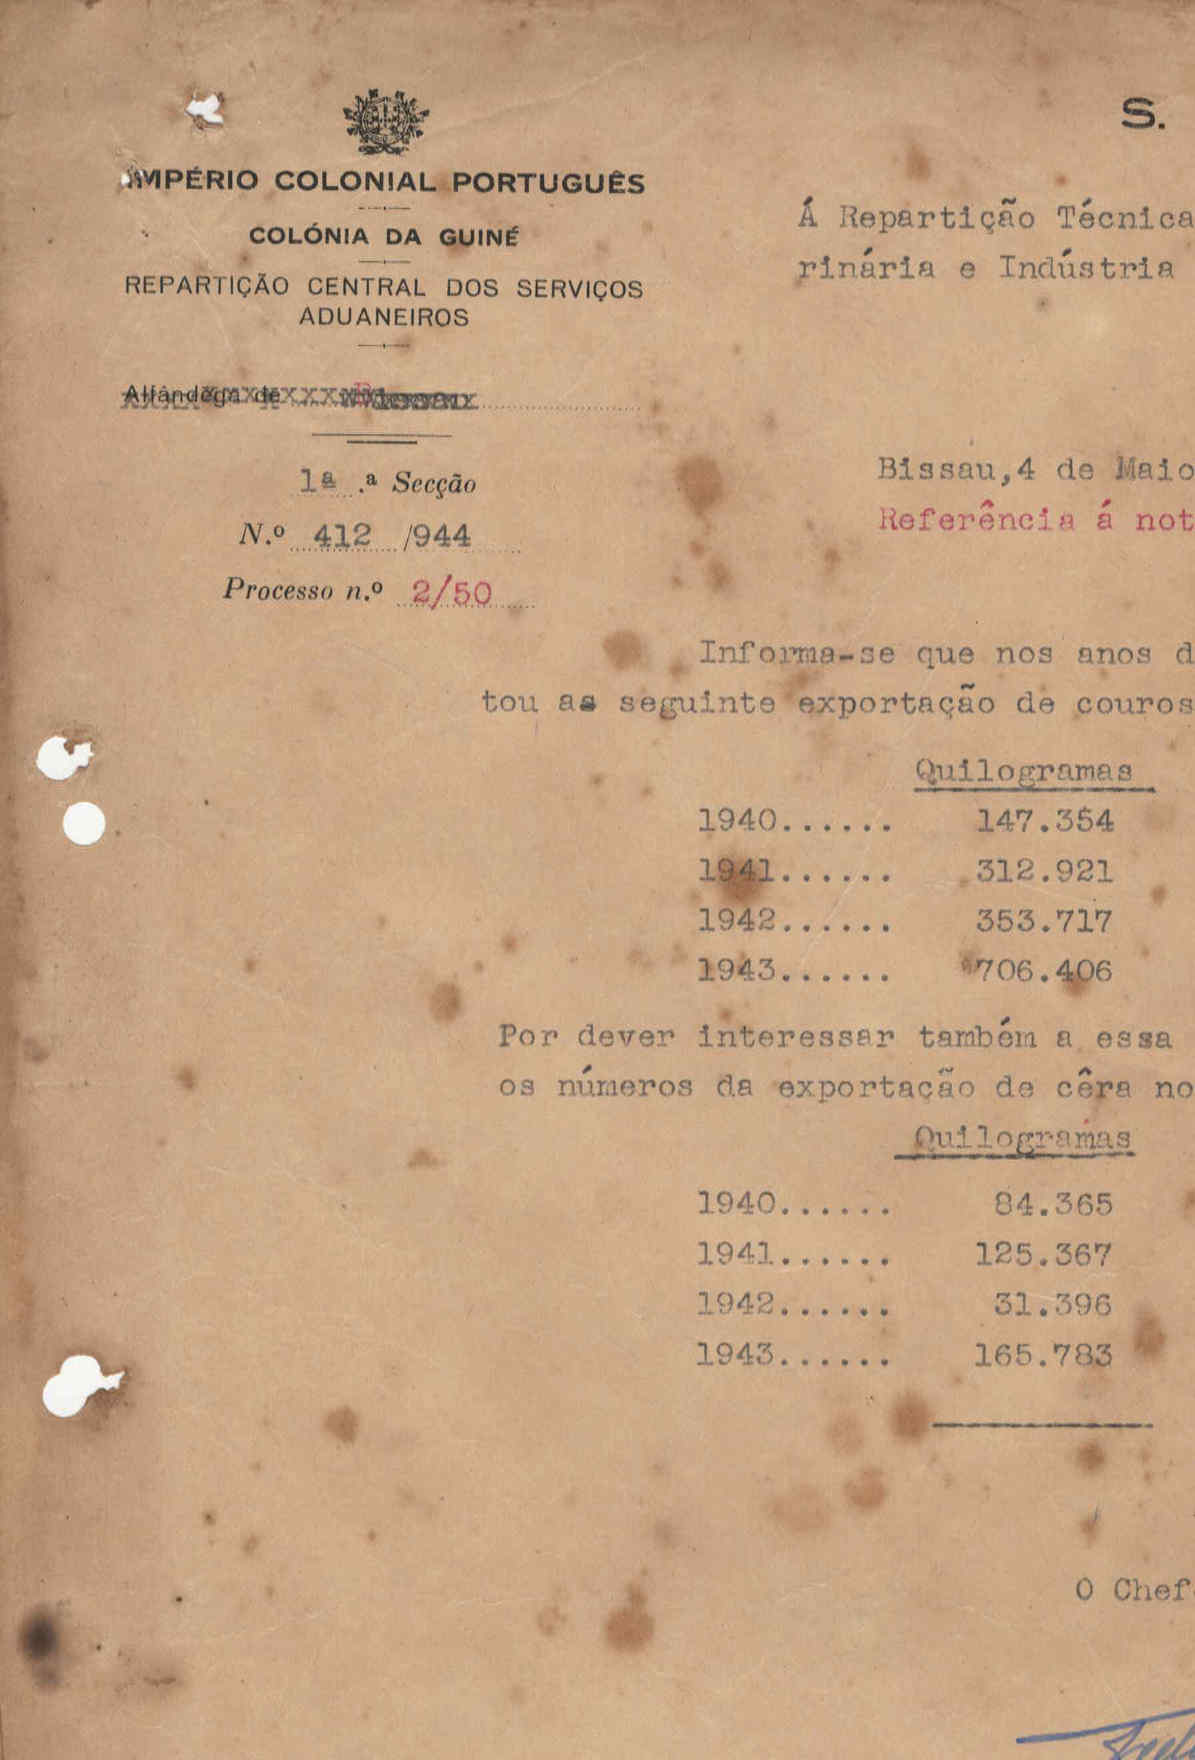 S.
IMPÉRIO COLONIAL PORTUGUÊS
COLÓNIA DA GUINÉ
REPARTIÇÃO CENTRAL DOS SERVIÇOS
ADUANEIROS
Á Repartição Técnica
rinária e Indústria
Alfândega de Bissau
1ª .ª Secção
N.º 412 /944
Processo n.º 2/50
Bissau,4 de Maio
Referência á not
Informa-se que nos anos d
tou as seguinte exportação de couros
Quilogramas
1940...... 147.354
1941...... 312.921
1942...... 353.717
1943...... 706.406
Por dever interessar também a essa
os números da exportação de cêra no
Quilogramas
1940...... 84.365
1941...... 125.367
1942...... 31.396
1943...... 165.783
O Chef